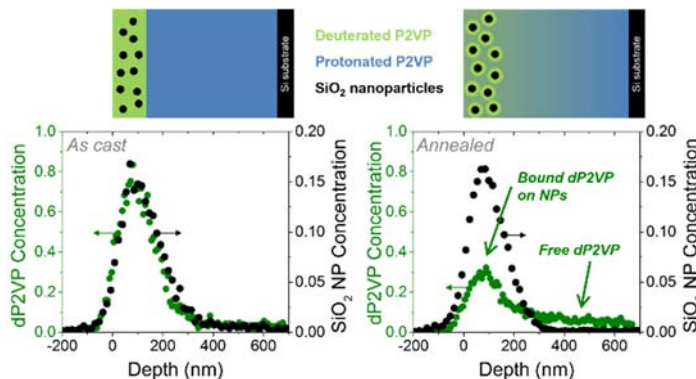 Deuterated P2VP
Protonated P2VP
SiO₂ nanoparticles
Si substrate
Si substrate
As cast
dP2VP Concentration
1.0
0.8
0.6
0.4
0.2
0.0
SiO₂ NP Concentration
0.20
0.15
0.10
0.05
0.00
-200 0 200 400 600
Depth (nm)
Annealed
Bound dP2VP
on NPs
Free dP2VP
dP2VP Concentration
1.0
0.8
0.6
0.4
0.2
0.0
SiO₂ NP Concentration
0.20
0.15
0.10
0.05
0.00
-200 0 200 400 600
Depth (nm)